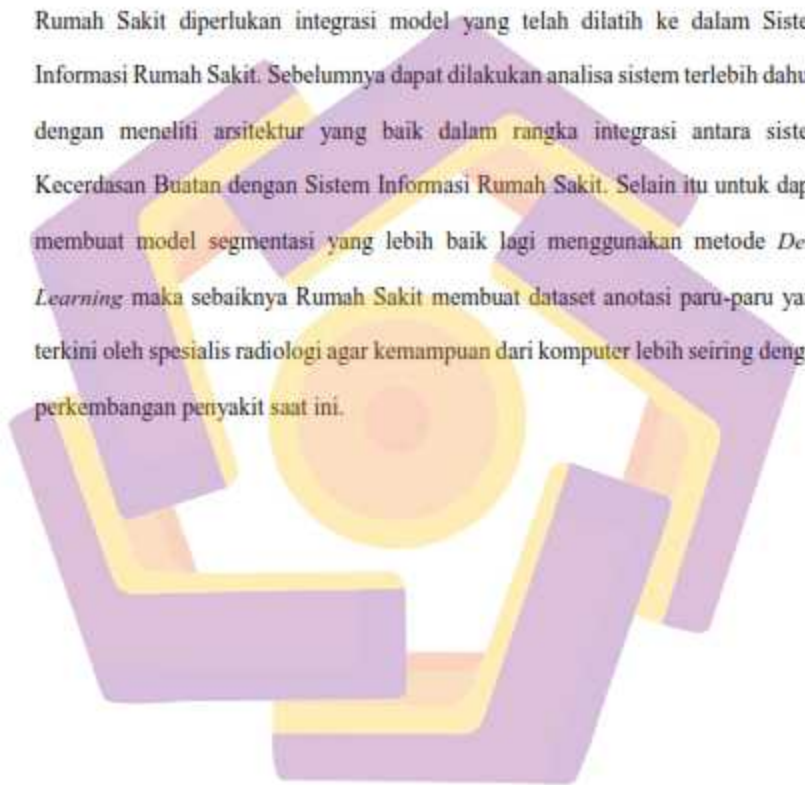 Rumah Sakit diperlukan integrasi model yang telah dilatih ke dalam Siste
Informasi Rumah Sakit. Sebelumnya dapat dilakukan analisa sistem terlebih dahu
dengan meneliti arsitektur yang baik dalam rangka integrasi antara siste
Kecerdasan Buatan dengan Sistem Informasi Rumah Sakit. Selain itu untuk dap
membuat model segmentasi yang lebih baik lagi menggunakan metode De
Learning maka sebaiknya Rumah Sakit membuat dataset anotasi paru-paru ya
terkini oleh spesialis radiologi agar kemampuan dari komputer lebih seiring deng
perkembangan penyakit saat ini.